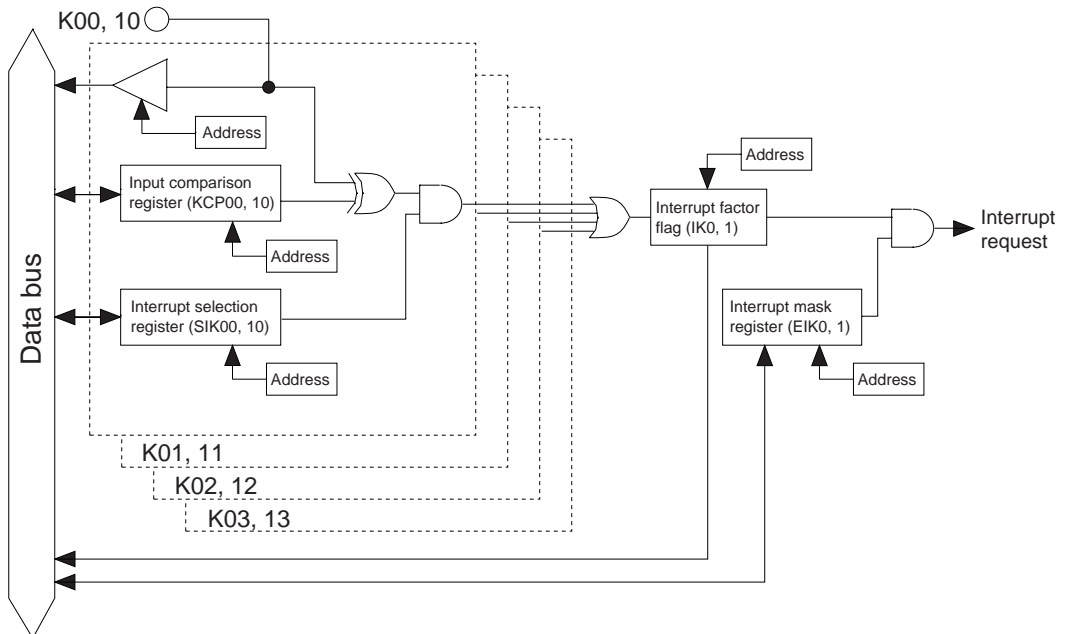 K00, 10
Address
Input comparison
register (KCP00, 10)
Address
Interrupt selection
register (SIK00, 10)
Address
K01, 11
K02, 12
K03, 13
Data bus
Address
Interrupt factor
flag (IK0, 1)
Interrupt
request
Interrupt mask
register (EIK0, 1)
Address